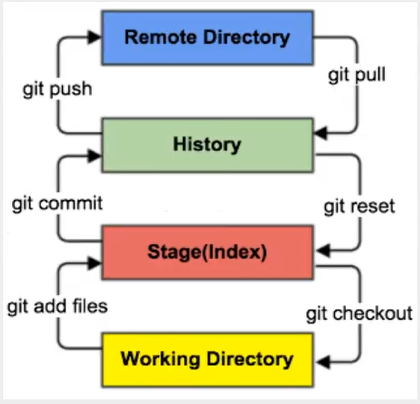 Remote Directory
git push
git pull
History
git commit
git reset
Stage(Index)
git add files
git checkout
Working Directory